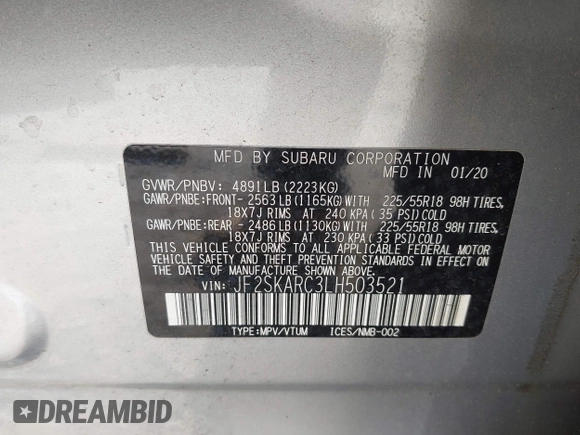 MFD BY SUBARU CORPORATION
MFD IN 01/20
GVWR/PNBV: 4891LB(2223KG)
GAWR/PNBE:FRONT- 2563LB(1165KG)WITH 225/55R18 98H TIRES,
18X7J RIMS AT 240 KPA(35 PSI)COLD
GAWR/PNBE:REAR - 2486LB(1130KG)WITH 225/55R18 98H TIRES,
18X7J RIMS AT 230 KPA(33 PSI)COLD
THIS VEHICLE CONFORMS TO ALL APPLICABLE FEDERAL MOTOR
VEHICLE SAFETY AND THEFT PREVENTION STANDARDS IN EFFECT
ON THE DATE OF MANUFACTURE SHOWN ABOVE.
VIN: JF2SKARC3LH503521
TYPE:MPV/VTUM ICES/NMB-002
DREAMBID